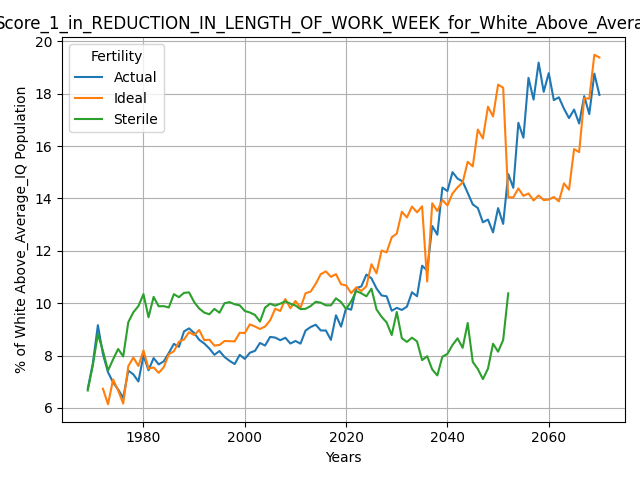 Score_1_in_REDUCTION_IN_LENGTH_OF_WORK_WEEK_for_White_Above_Avera
20
18
16
14
12
10
8
6
% of White Above_Average_IQ Population
Fertility
Actual
Ideal
Sterile
1980
2000
2020
2040
2060
Years